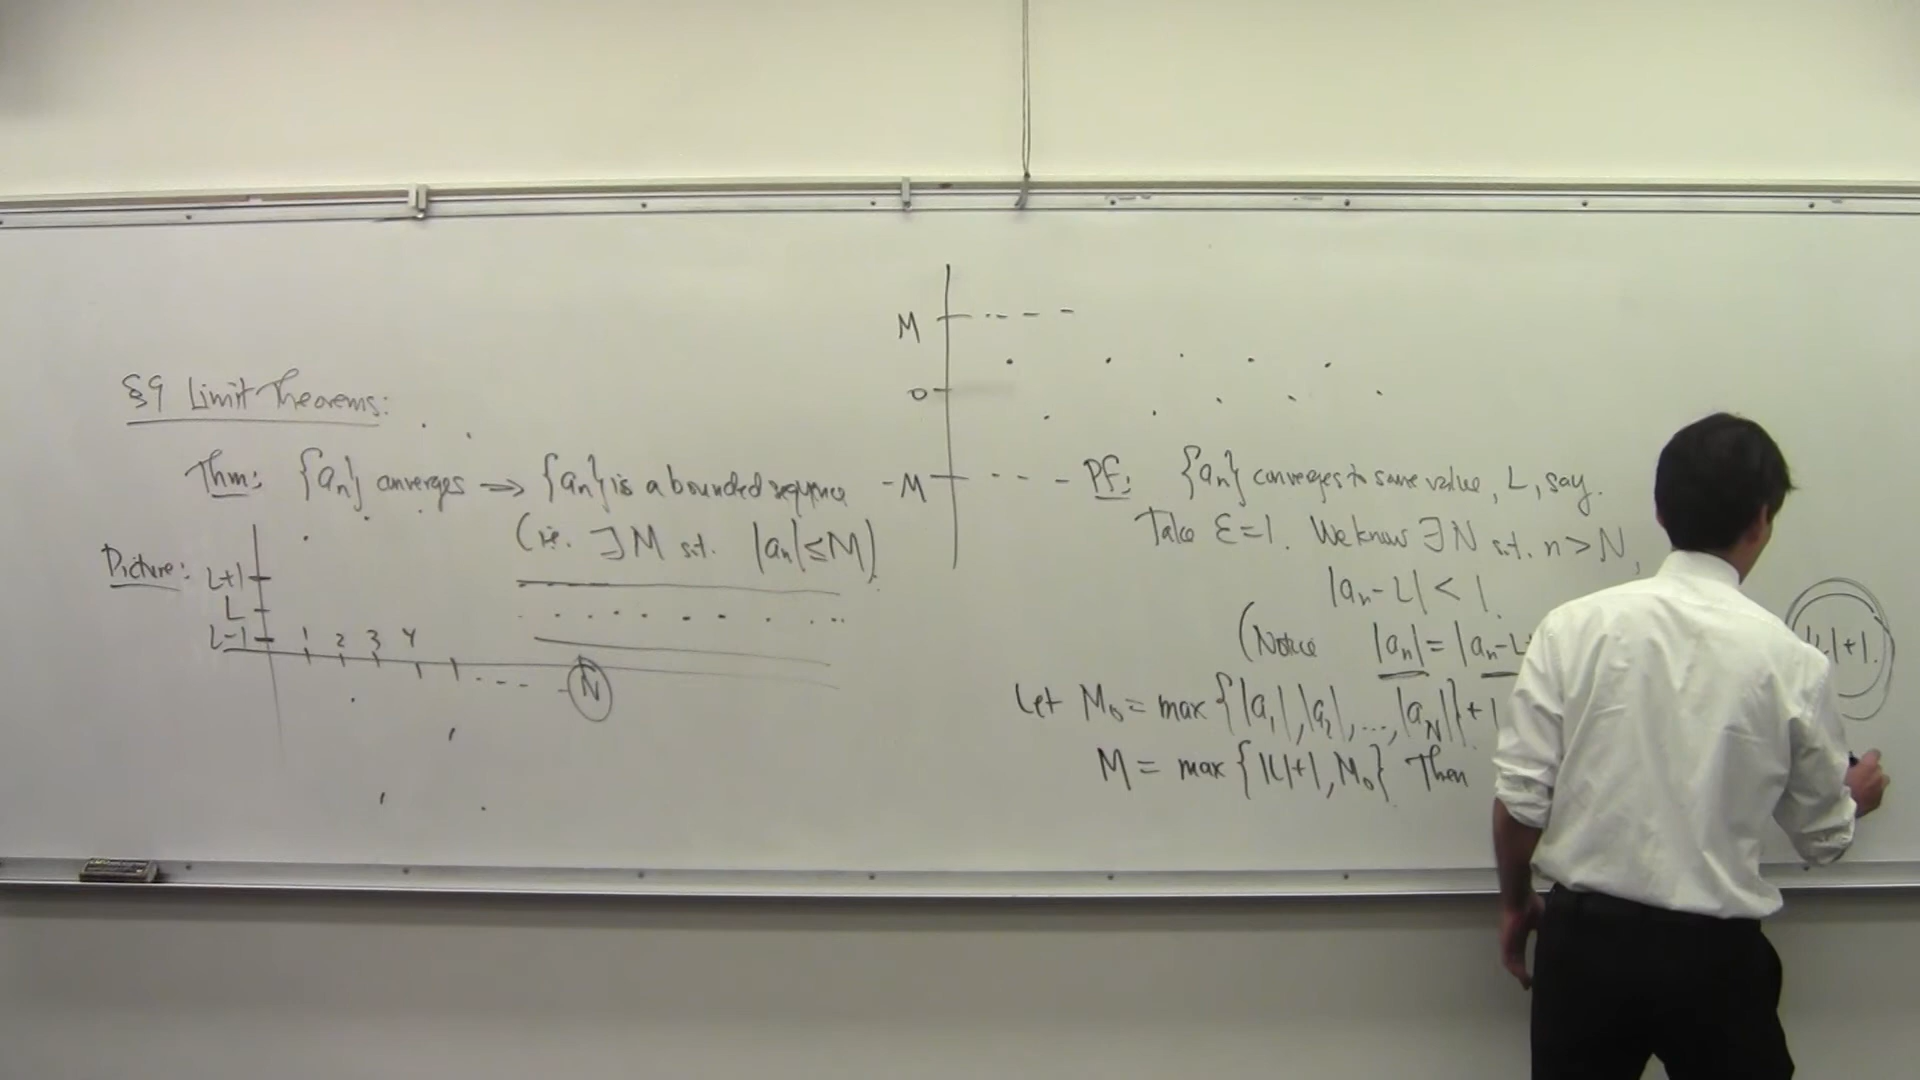 §9 Limit Theorems:
Thm: {aₙ} converges → {aₙ} is a bounded sequence
(i.e. ∃M s.t. |aₙ|≤M).
Picture:
L+1
L
L-1
1 2 3 4 . - - - N
M
0
-M
Pf: {aₙ} converges to some value, L, say.
Take ε=1. We know ∃N s.t. n>N,
|aₙ-L| < 1.
(Notice |aₙ| = |aₙ-L+ |L|+1.
Let M₀ = max{|a₁|,|a₂|,...,|a_N|}+1
M = max{|L|+1, M₀}. Then